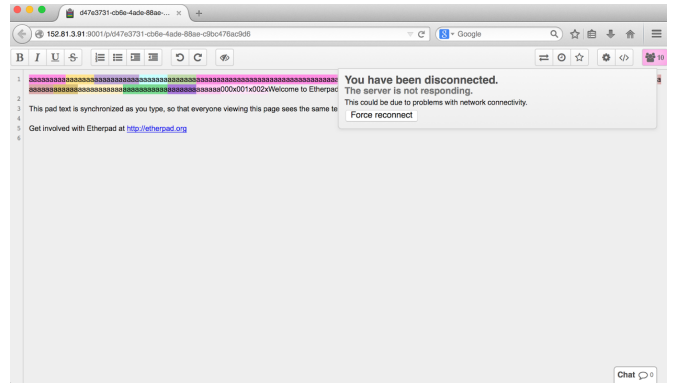 d47e3731-cb6e-4ade-88ae-...
152.81.3.91:9001/p/d47e3731-cb6e-4ade-88ae-c9bc476ac9d6
Google
B I U S
10
You have been disconnected.
The server is not responding.
This could be due to problems with network connectivity.
Force reconnect
1
000x001x002xWelcome to Etherpad
2
3 This pad text is synchronized as you type, so that everyone viewing this page sees the same te
4
5 Get involved with Etherpad at http://etherpad.org
6
Chat 0